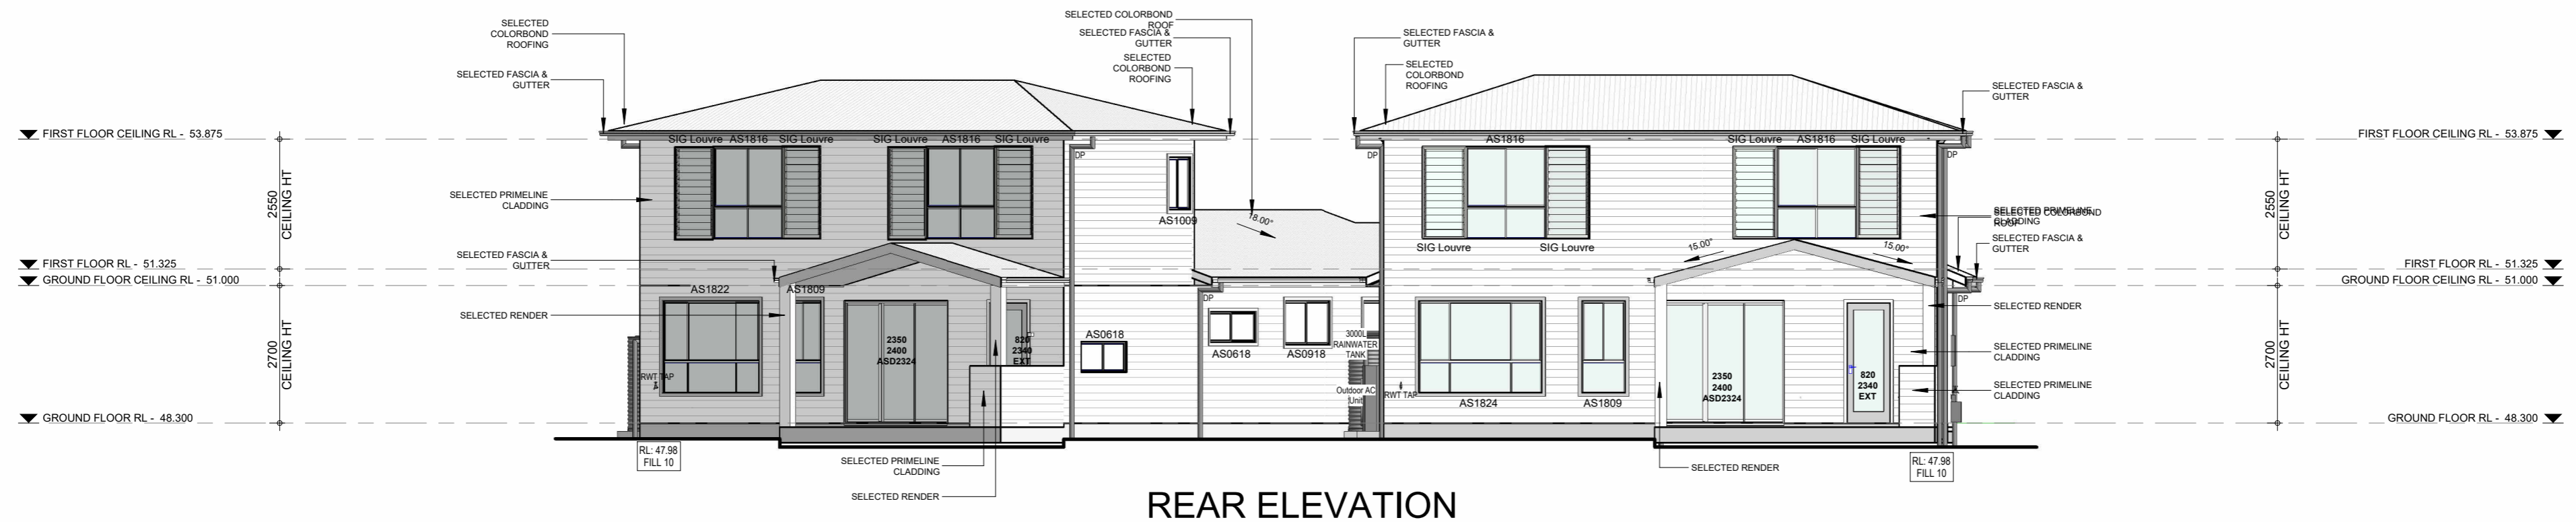 SELECTED
COLORBOND
ROOFING
SELECTED FASCIA &
GUTTER
SELECTED COLORBOND
ROOF
SELECTED FASCIA &
GUTTER
SELECTED
COLORBOND
ROOFING
SELECTED FASCIA &
GUTTER
SELECTED
COLORBOND
ROOFING
SELECTED FASCIA &
GUTTER
FIRST FLOOR CEILING RL - 53.875
FIRST FLOOR CEILING RL - 53.875
SIG Louvre AS1816 SIG Louvre
SIG Louvre AS1816 SIG Louvre
AS1816
SIG Louvre AS1816 SIG Louvre
DP
DP
DP
2550
CEILING HT
SELECTED PRIMELINE
CLADDING
AS1009
18.00°
SIG Louvre
SIG Louvre
15.00°
15.00°
SELECTED PRIMELINE
CLADDING
SELECTED COLORBOND
ROOF
SELECTED FASCIA &
GUTTER
2550
CEILING HT
SELECTED FASCIA &
GUTTER
FIRST FLOOR RL - 51.325
GROUND FLOOR CEILING RL - 51.000
FIRST FLOOR RL - 51.325
GROUND FLOOR CEILING RL - 51.000
AS1822
AS1809
DP
DP
SELECTED RENDER
SELECTED RENDER
2700
CEILING HT
2350
2400
ASD2324
820
2340
EXT
AS0618
AS0618
AS0918
3000L
RAINWATER
TANK
RWT TAP
Outdoor AC
Unit
RWT TAP
AS1824
AS1809
2350
2400
ASD2324
820
2340
EXT
SELECTED PRIMELINE
CLADDING
SELECTED PRIMELINE
CLADDING
2700
CEILING HT
GROUND FLOOR RL - 48.300
GROUND FLOOR RL - 48.300
RL: 47.98
FILL 10
SELECTED PRIMELINE
CLADDING
SELECTED RENDER
SELECTED RENDER
RL: 47.98
FILL 10
REAR ELEVATION